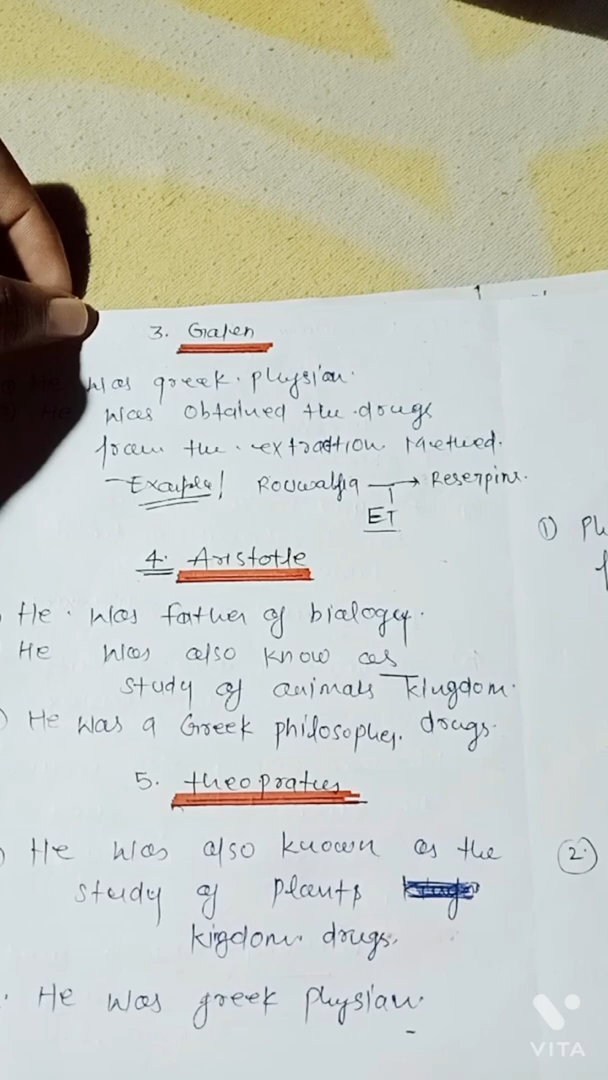 3. Galen
He was greek. physian.
He was obtained the drugs
from the extraction method.
Example/ Rouwalfia → Reserpine.
ET
4. Aristotle
He was father of biology.
He was also know as
study of animals kingdom.
He was a Greek philosopher. drugs.
5. theopratus
He was also known as the
study of plants
kigdom. drugs.
He was greek physian.
1
2.
VITA